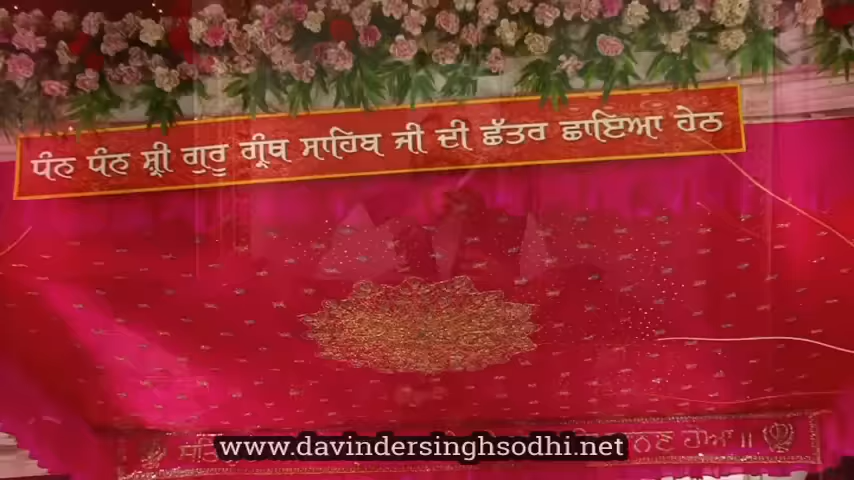 ਧੰਨ ਧੰਨ ਸ਼੍ਰੀ ਗੁਰੂ ਗ੍ਰੰਥ ਸਾਹਿਬ ਜੀ ਦੀ ਛੱਤਰ ਛਾਇਆ ਹੇਠ
www.davindersinghsodhi.net